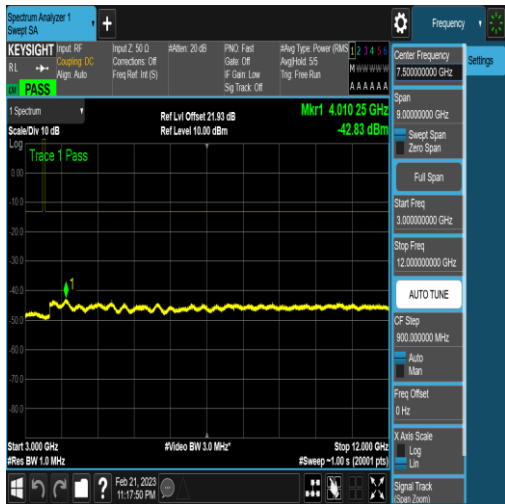 Spectrum Analyzer 1
Swept SA
Frequency
KEYSIGHT
RL
PASS
Input: RF
Coupling: DC
Align: Auto
Input Z: 50 Ω
Corrections: Off
Freq Ref: Int (S)
#Atten: 20 dB
PNO: Fast
Gate: Off
IF Gain: Low
Sig Track: Off
#Avg Type: Power (RMS
Avg|Hold: 5/5
Trig: Free Run
1 2 3 4 5 6
M W W W W W
A A A A A A
Center Frequency
7.500000000 GHz
Settings
Span
9.00000000 GHz
Swept Span
Zero Span
Full Span
Start Freq
3.000000000 GHz
Stop Freq
12.000000000 GHz
AUTO TUNE
CF Step
900.000000 MHz
Auto
Man
Freq Offset
0 Hz
X Axis Scale
Log
Lin
Signal Track
(Span Zoom)
1 Spectrum
Scale/Div 10 dB
Ref Lvl Offset 21.93 dB
Ref Level 10.00 dBm
Mkr1 4.010 25 GHz
-42.83 dBm
Log
Trace 1 Pass
0.00
-10.0
-20.0
-30.0
-40.0
-50.0
-60.0
-70.0
-80.0
1
Start 3.000 GHz
#Res BW 1.0 MHz
#Video BW 3.0 MHz*
Stop 12.000 GHz
#Sweep ~1.00 s (20001 pts)
?
Feb 21, 2023
11:17:50 PM